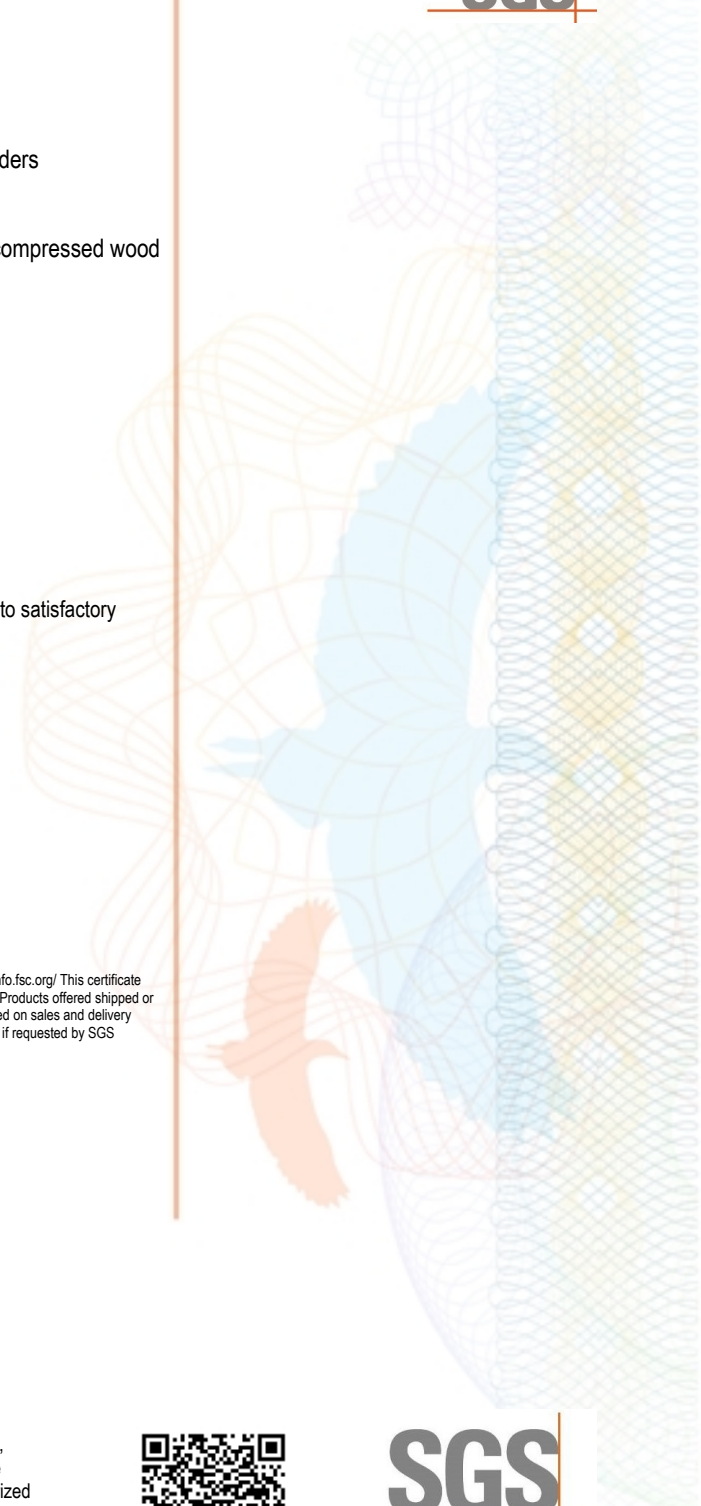 SGS
ders
ompressed wood
to satisfactory
fo.fsc.org/ This certificate
Products offered shipped or
ed on sales and delivery
if requested by SGS
,
ized
SGS